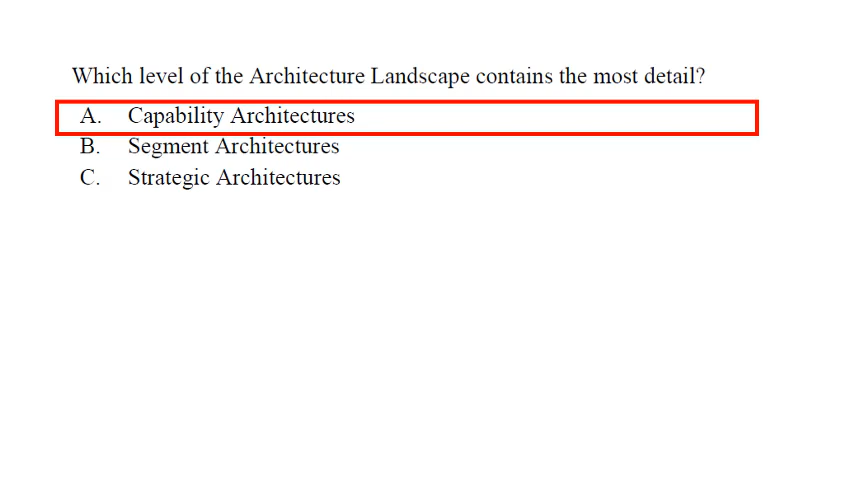 Which level of the Architecture Landscape contains the most detail?
A. Capability Architectures
B. Segment Architectures
C. Strategic Architectures